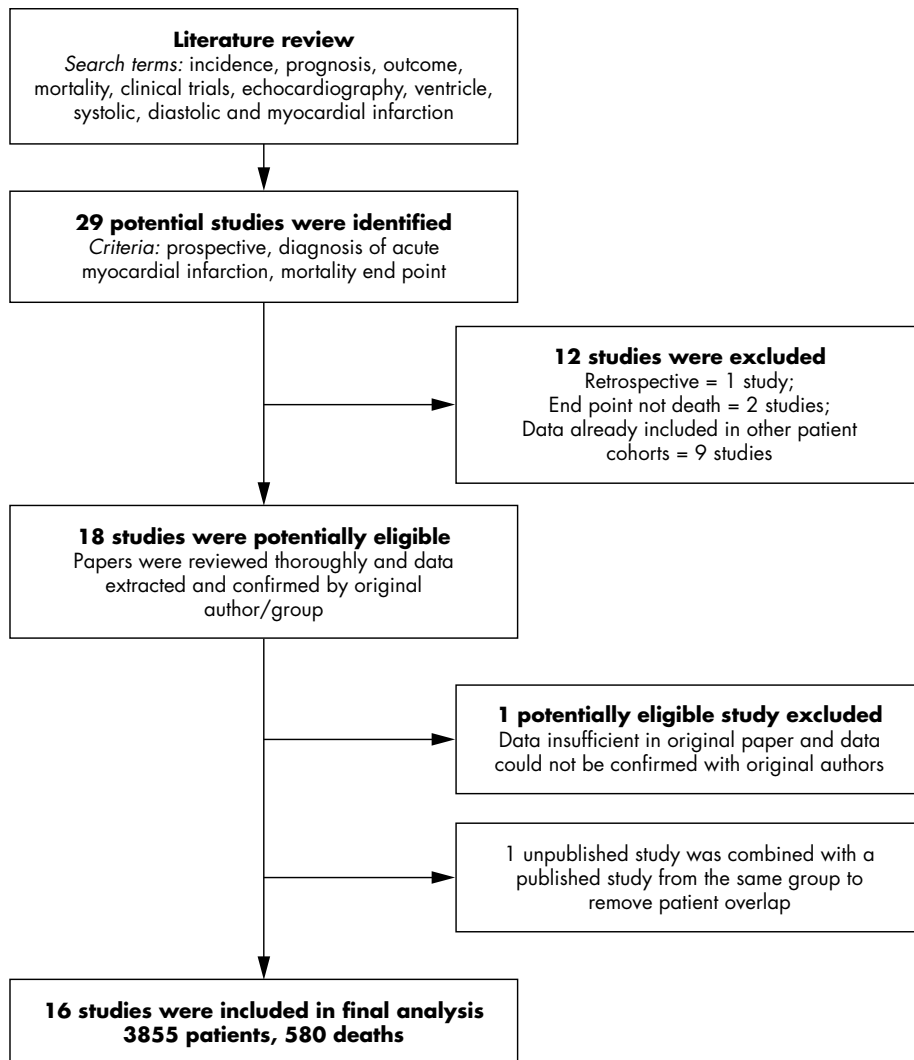 Literature review
Search terms: incidence, prognosis, outcome,
mortality, clinical trials, echocardiography, ventricle,
systolic, diastolic and myocardial infarction
29 potential studies were identified
Criteria: prospective, diagnosis of acute
myocardial infarction, mortality end point
12 studies were excluded
Retrospective = 1 study;
End point not death = 2 studies;
Data already included in other patient
cohorts = 9 studies
18 studies were potentially eligible
Papers were reviewed thoroughly and data
extracted and confirmed by original
author/group
1 potentially eligible study excluded
Data insufficient in original paper and data
could not be confirmed with original authors
1 unpublished study was combined with a
published study from the same group to
remove patient overlap
16 studies were included in final analysis
3855 patients, 580 deaths